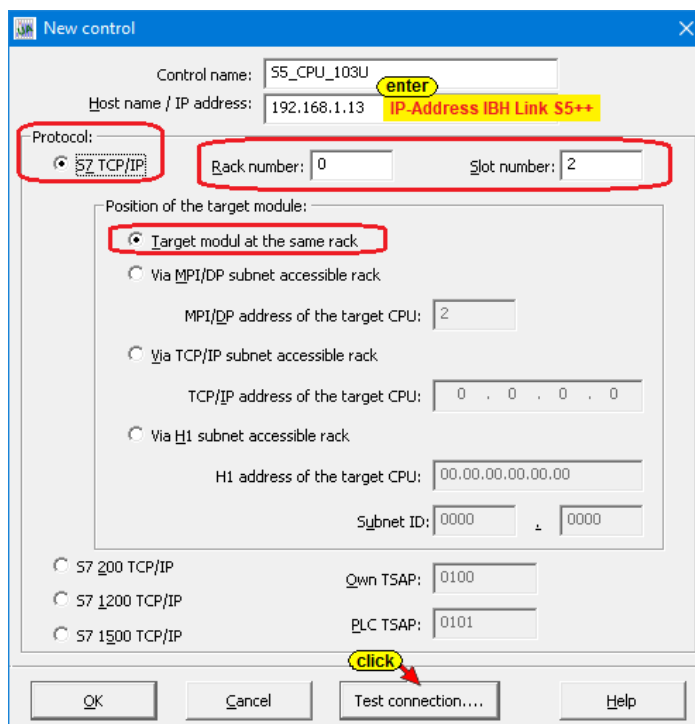 New control
Control name: S5_CPU_103U
enter
Host name / IP address: 192.168.1.13 IP-Address IBH Link S5++
Protocol:
S7 TCP/IP Rack number: 0 Slot number: 2
Position of the target module:
Target modul at the same rack
Via MPI/DP subnet accessible rack
MPI/DP address of the target CPU: 2
Via TCP/IP subnet accessible rack
TCP/IP address of the target CPU: 0 . 0 . 0 . 0
Via H1 subnet accessible rack
H1 address of the target CPU: 00.00.00.00.00.00
Subnet ID: 0000 . 0000
S7 200 TCP/IP Own TSAP: 0100
S7 1200 TCP/IP
PLC TSAP: 0101
S7 1500 TCP/IP
click
OK Cancel Test connection.... Help